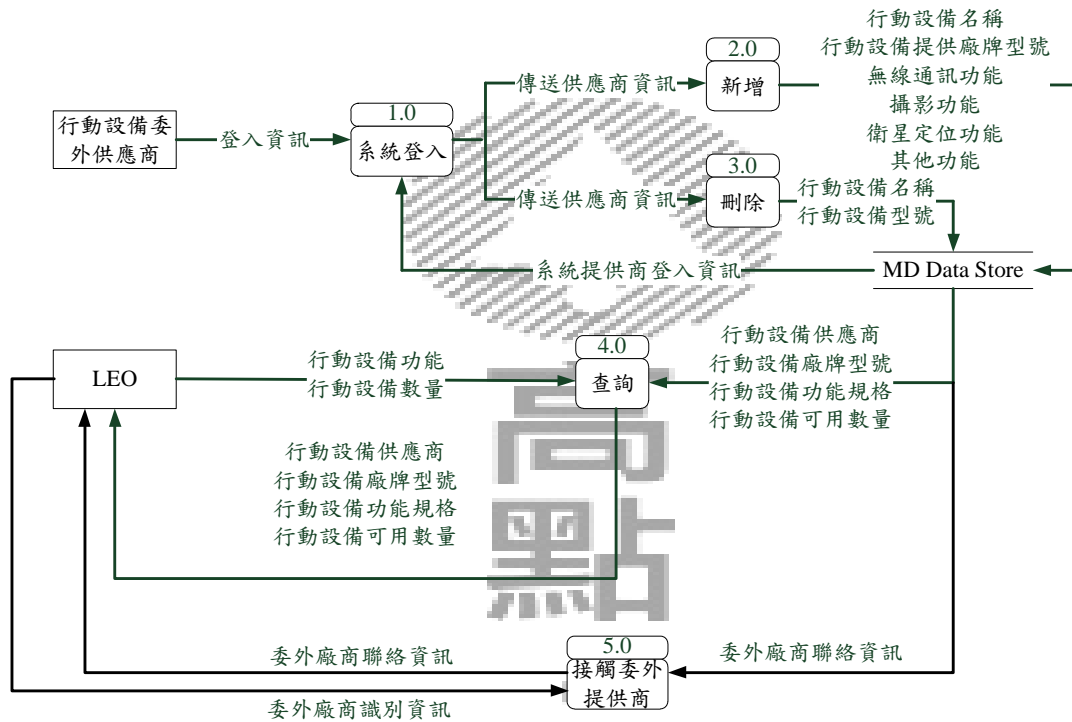 行動設備名稱
行動設備提供廠牌型號
無線通訊功能
攝影功能
衛星定位功能
其他功能
2.0
新增
傳送供應商資訊
1.0
系統登入
行動設備委
外供應商
登入資訊
3.0
刪除
傳送供應商資訊
行動設備名稱
行動設備型號
系統提供商登入資訊
MD Data Store
4.0
查詢
行動設備供應商
行動設備廠牌型號
行動設備功能規格
行動設備可用數量
LEO
行動設備功能
行動設備數量
行動設備供應商
行動設備廠牌型號
行動設備功能規格
行動設備可用數量
高點
5.0
接觸委外
提供商
委外廠商聯絡資訊
委外廠商聯絡資訊
委外廠商識別資訊